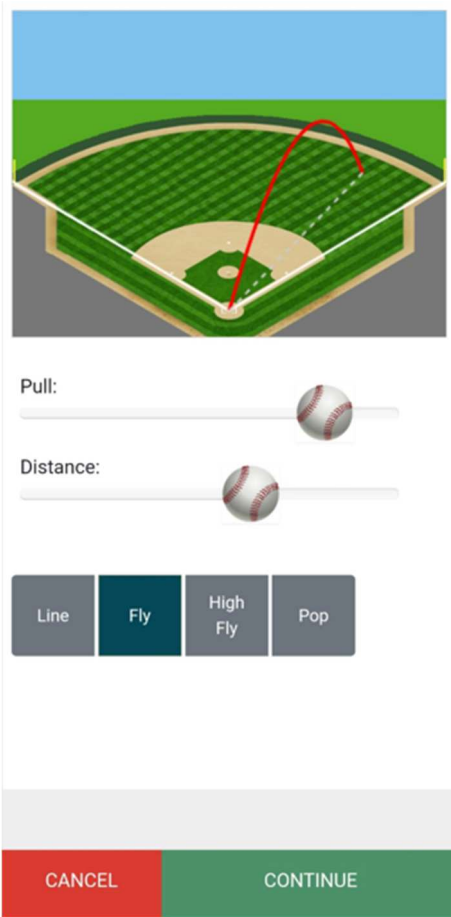 Pull:
Distance:
Line
Fly
High
Fly
Pop
CANCEL
CONTINUE